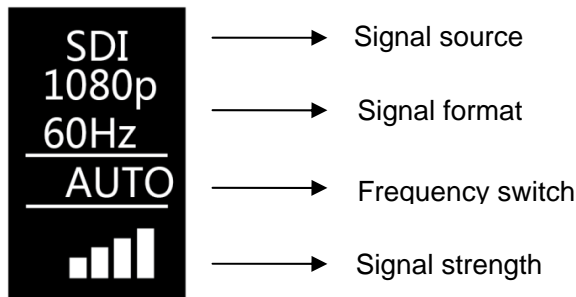 SDI
1080p
60Hz
AUTO
Signal source
Signal format
Frequency switch
Signal strength